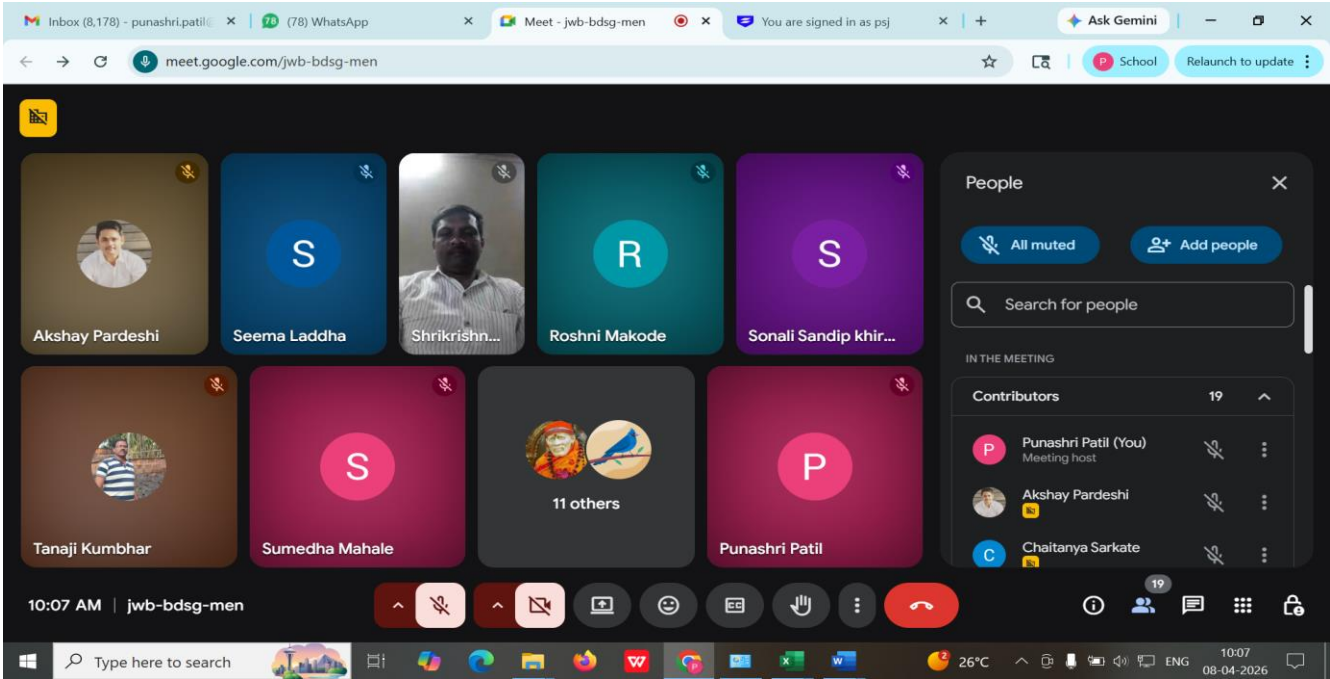 Inbox (8,178) - punashri.patil@
(78) WhatsApp
Meet - jwb-bdsg-men
You are signed in as psj
Ask Gemini
meet.google.com/jwb-bdsg-men
P School
Relaunch to update
Akshay Pardeshi
S
Seema Laddha
Shrikrishn...
R
Roshni Makode
S
Sonali Sandip khir...
Tanaji Kumbhar
S
Sumedha Mahale
11 others
P
Punashri Patil
People
All muted
Add people
Search for people
IN THE MEETING
Contributors 19
P
Punashri Patil (You)
Meeting host
Akshay Pardeshi
C
Chaitanya Sarkate
10:07 AM | jwb-bdsg-men
CC
19
Type here to search
W
W
2
26°C
ENG
10:07
08-04-2026